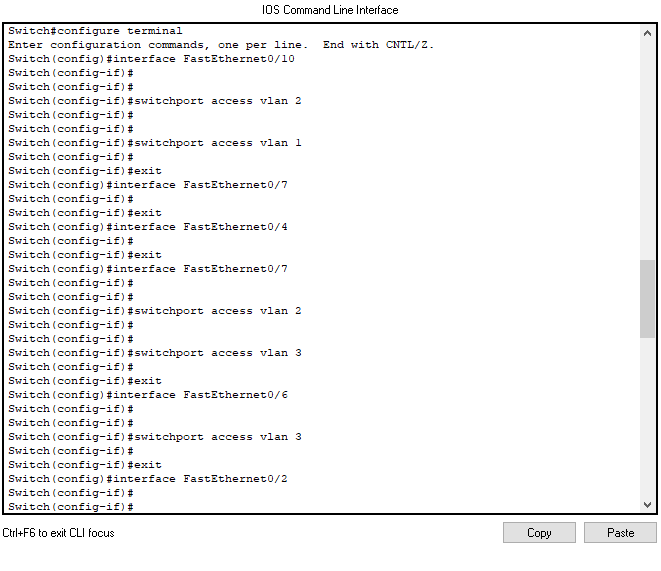 IOS Command Line Interface
Switch#configure terminal
Enter configuration commands, one per line.  End with CNTL/Z.
Switch(config)#interface FastEthernet0/10
Switch(config-if)#
Switch(config-if)#
Switch(config-if)#switchport access vlan 2
Switch(config-if)#
Switch(config-if)#
Switch(config-if)#switchport access vlan 1
Switch(config-if)#
Switch(config-if)#exit
Switch(config)#interface FastEthernet0/7
Switch(config-if)#
Switch(config-if)#exit
Switch(config)#interface FastEthernet0/4
Switch(config-if)#
Switch(config-if)#exit
Switch(config)#interface FastEthernet0/7
Switch(config-if)#
Switch(config-if)#
Switch(config-if)#switchport access vlan 2
Switch(config-if)#
Switch(config-if)#
Switch(config-if)#switchport access vlan 3
Switch(config-if)#
Switch(config-if)#exit
Switch(config)#interface FastEthernet0/6
Switch(config-if)#
Switch(config-if)#
Switch(config-if)#switchport access vlan 3
Switch(config-if)#
Switch(config-if)#exit
Switch(config)#interface FastEthernet0/2
Switch(config-if)#
Switch(config-if)#
Ctrl+F6 to exit CLI focus
Copy
Paste